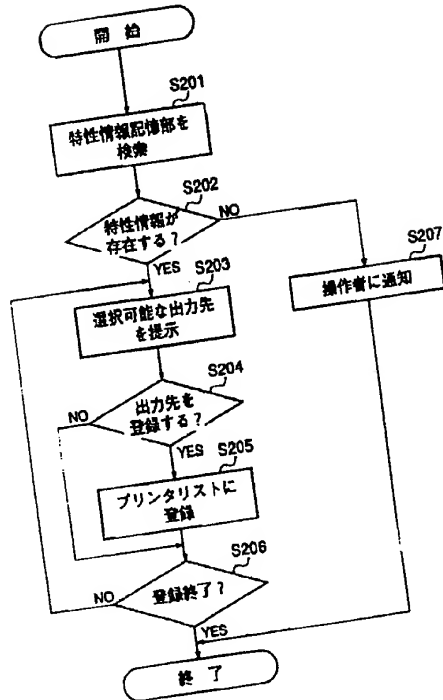 開 始
S201
特性情報記憶部を
検索
S202
特性情報が
存在する？
NO
YES
S207
操作者に通知
S203
選択可能な出力先
を提示
S204
出力先を
登録する？
NO
YES
S205
プリンタリストに
登録
S206
登録終了？
NO
YES
終 了